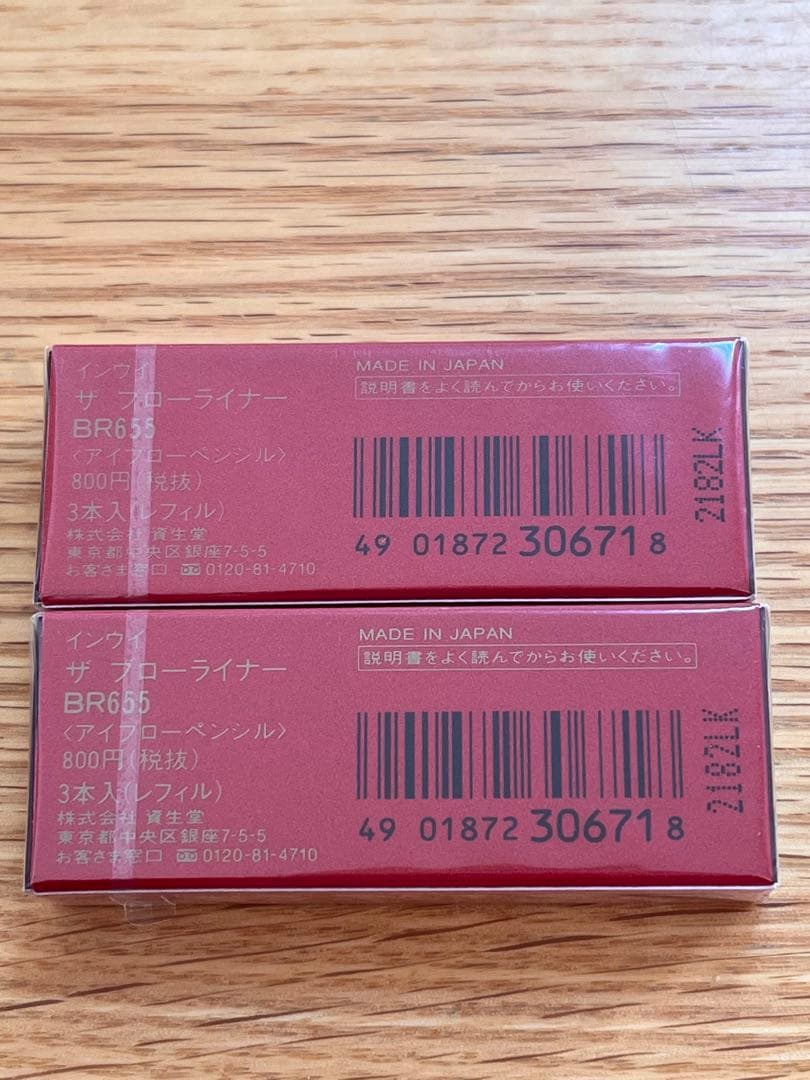 インウイ
ザ ブローライナー
BR655
〈アイブローペンシル〉
800円(税抜)
3本入(レフィル)
株式会社 資生堂
東京都中央区銀座7-5-5
お客さま窓口 0120-81-4710
MADE IN JAPAN
説明書をよく読んでからお使いください。
49 01872 30671 8
2182LK
インウイ
ザ ブローライナー
BR655
〈アイブローペンシル〉
800円(税抜)
3本入(レフィル)
株式会社 資生堂
東京都中央区銀座7-5-5
お客さま窓口 0120-81-4710
MADE IN JAPAN
説明書をよく読んでからお使いください。
49 01872 30671 8
2182LK